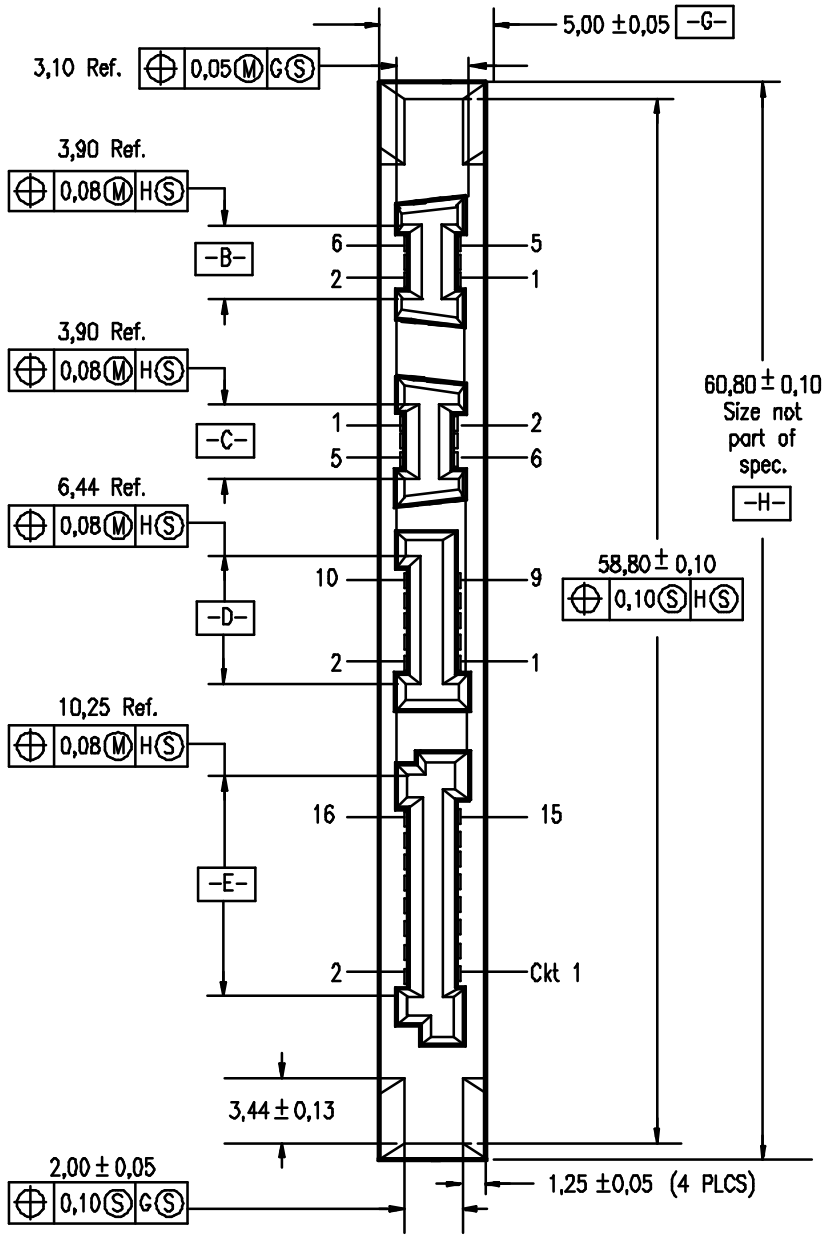 5,00 ±0,05 -G-
3,10 Ref. ⌖ 0,05Ⓜ GⓈ
3,90 Ref.
⌖ 0,08Ⓜ HⓈ
-B-
6 5
2 1
3,90 Ref.
⌖ 0,08Ⓜ HⓈ
-C-
1 2
5 6
60,80 ± 0,10
Size not
part of
spec.
-H-
6,44 Ref.
⌖ 0,08Ⓜ HⓈ
-D-
10 9
2 1
58,80 ± 0,10
⌖ 0,10Ⓢ HⓈ
10,25 Ref.
⌖ 0,08Ⓜ HⓈ
-E-
16 15
2 Ckt 1
3,44 ± 0,13
2,00 ± 0,05
⌖ 0,10Ⓢ GⓈ
1,25 ±0,05 (4 PLCS)